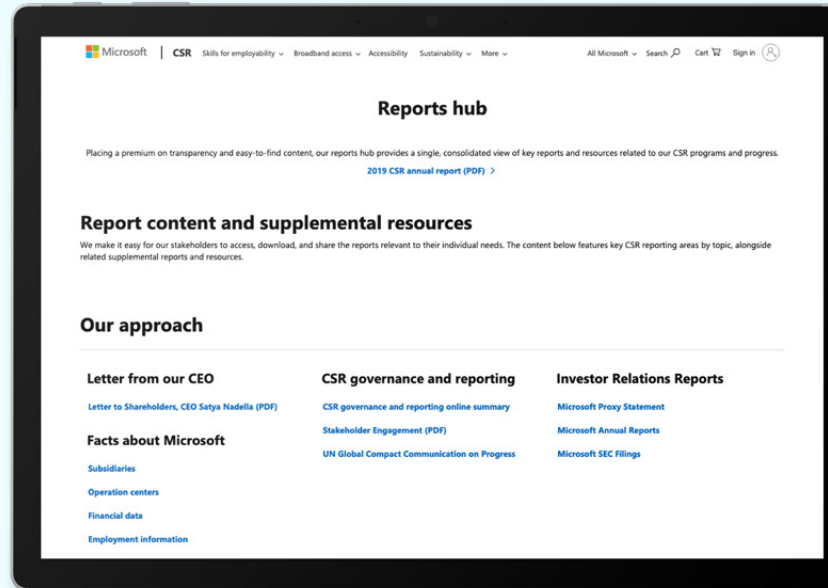 Microsoft | CSR Skills for employability Broadband access Accessibility Sustainability More All Microsoft Search Cart Sign in
Reports hub
Placing a premium on transparency and easy-to-find content, our reports hub provides a single, consolidated view of key reports and resources related to our CSR programs and progress.
2019 CSR annual report (PDF) >
Report content and supplemental resources
We make it easy for our stakeholders to access, download, and share the reports relevant to their individual needs. The content below features key CSR reporting areas by topic, alongside
related supplemental reports and resources.
Our approach
Letter from our CEO
Letter to Shareholders, CEO Satya Nadella (PDF)
Facts about Microsoft
Subsidiaries
Operation centers
Financial data
Employment information
CSR governance and reporting
CSR governance and reporting online summary
Stakeholder Engagement (PDF)
UN Global Compact Communication on Progress
Investor Relations Reports
Microsoft Proxy Statement
Microsoft Annual Reports
Microsoft SEC Filings